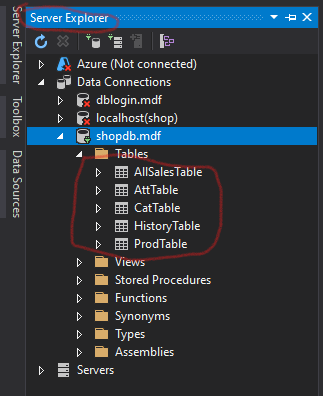 Server Explorer
Toolbox
Data Sources
Server Explorer
Azure (Not connected)
Data Connections
dblogin.mdf
localhost(shop)
shopdb.mdf
Tables
AllSalesTable
AttTable
CatTable
HistoryTable
ProdTable
Views
Stored Procedures
Functions
Synonyms
Types
Assemblies
Servers